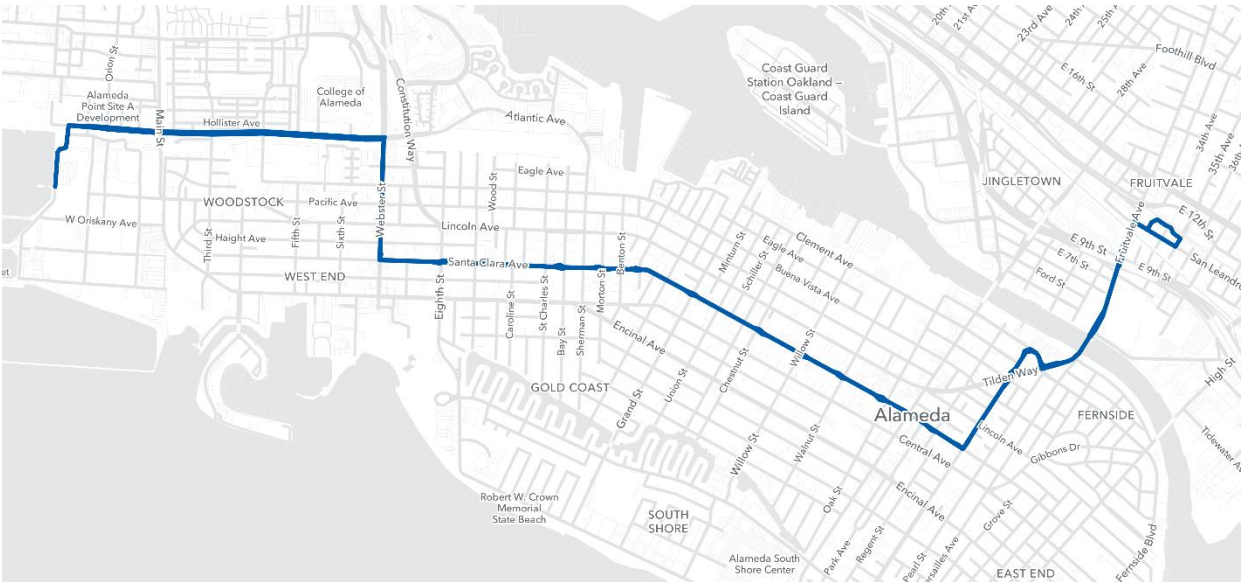 20th Ave
21st Ave
23rd Ave
24th Ave
25th Ave
Foothill Blvd
E 16th St
28th Ave
34th Ave
35th Ave
36th A
Orion St
Alameda
Point Site A
Development
Main St
Hollister Ave
College of
Alameda
Constitution Way
Atlantic Ave
Coast Guard
Station Oakland –
Coast Guard
Island
JINGLETOWN
FRUITVALE
E 12th St
Fruitvale Ave
San Leandro
E 9th St
E 9th St
E 7th St
Ford St
High St
Tidewater Av
Eagle Ave
Wood St
WOODSTOCK
Pacific Ave
Webster St
Lincoln Ave
W Oriskany Ave
Third St
Haight Ave
Fifth St
Sixth St
WEST END
Santa Clara Ave
Benton St
Eighth St
Caroline St
St Charles St
Bay St
Sherman St
Morton St
Minturn St
Eagle Ave
Clement Ave
Schiller St
Buena Vista Ave
Encinal Ave
Willow St
Chestnut St
Union St
Grand St
GOLD COAST
Tilden Way
Alameda
FERNSIDE
Lincoln Ave
Gibbons Dr
Central Ave
Willow St
Walnut St
Encinal Ave
Oak St
Grove St
Robert W. Crown
Memorial
State Beach
SOUTH
SHORE
Alameda South
Shore Center
Park Ave
Regent St
Pearl St
ersailles Ave
Fernside Blvd
EAST END
et